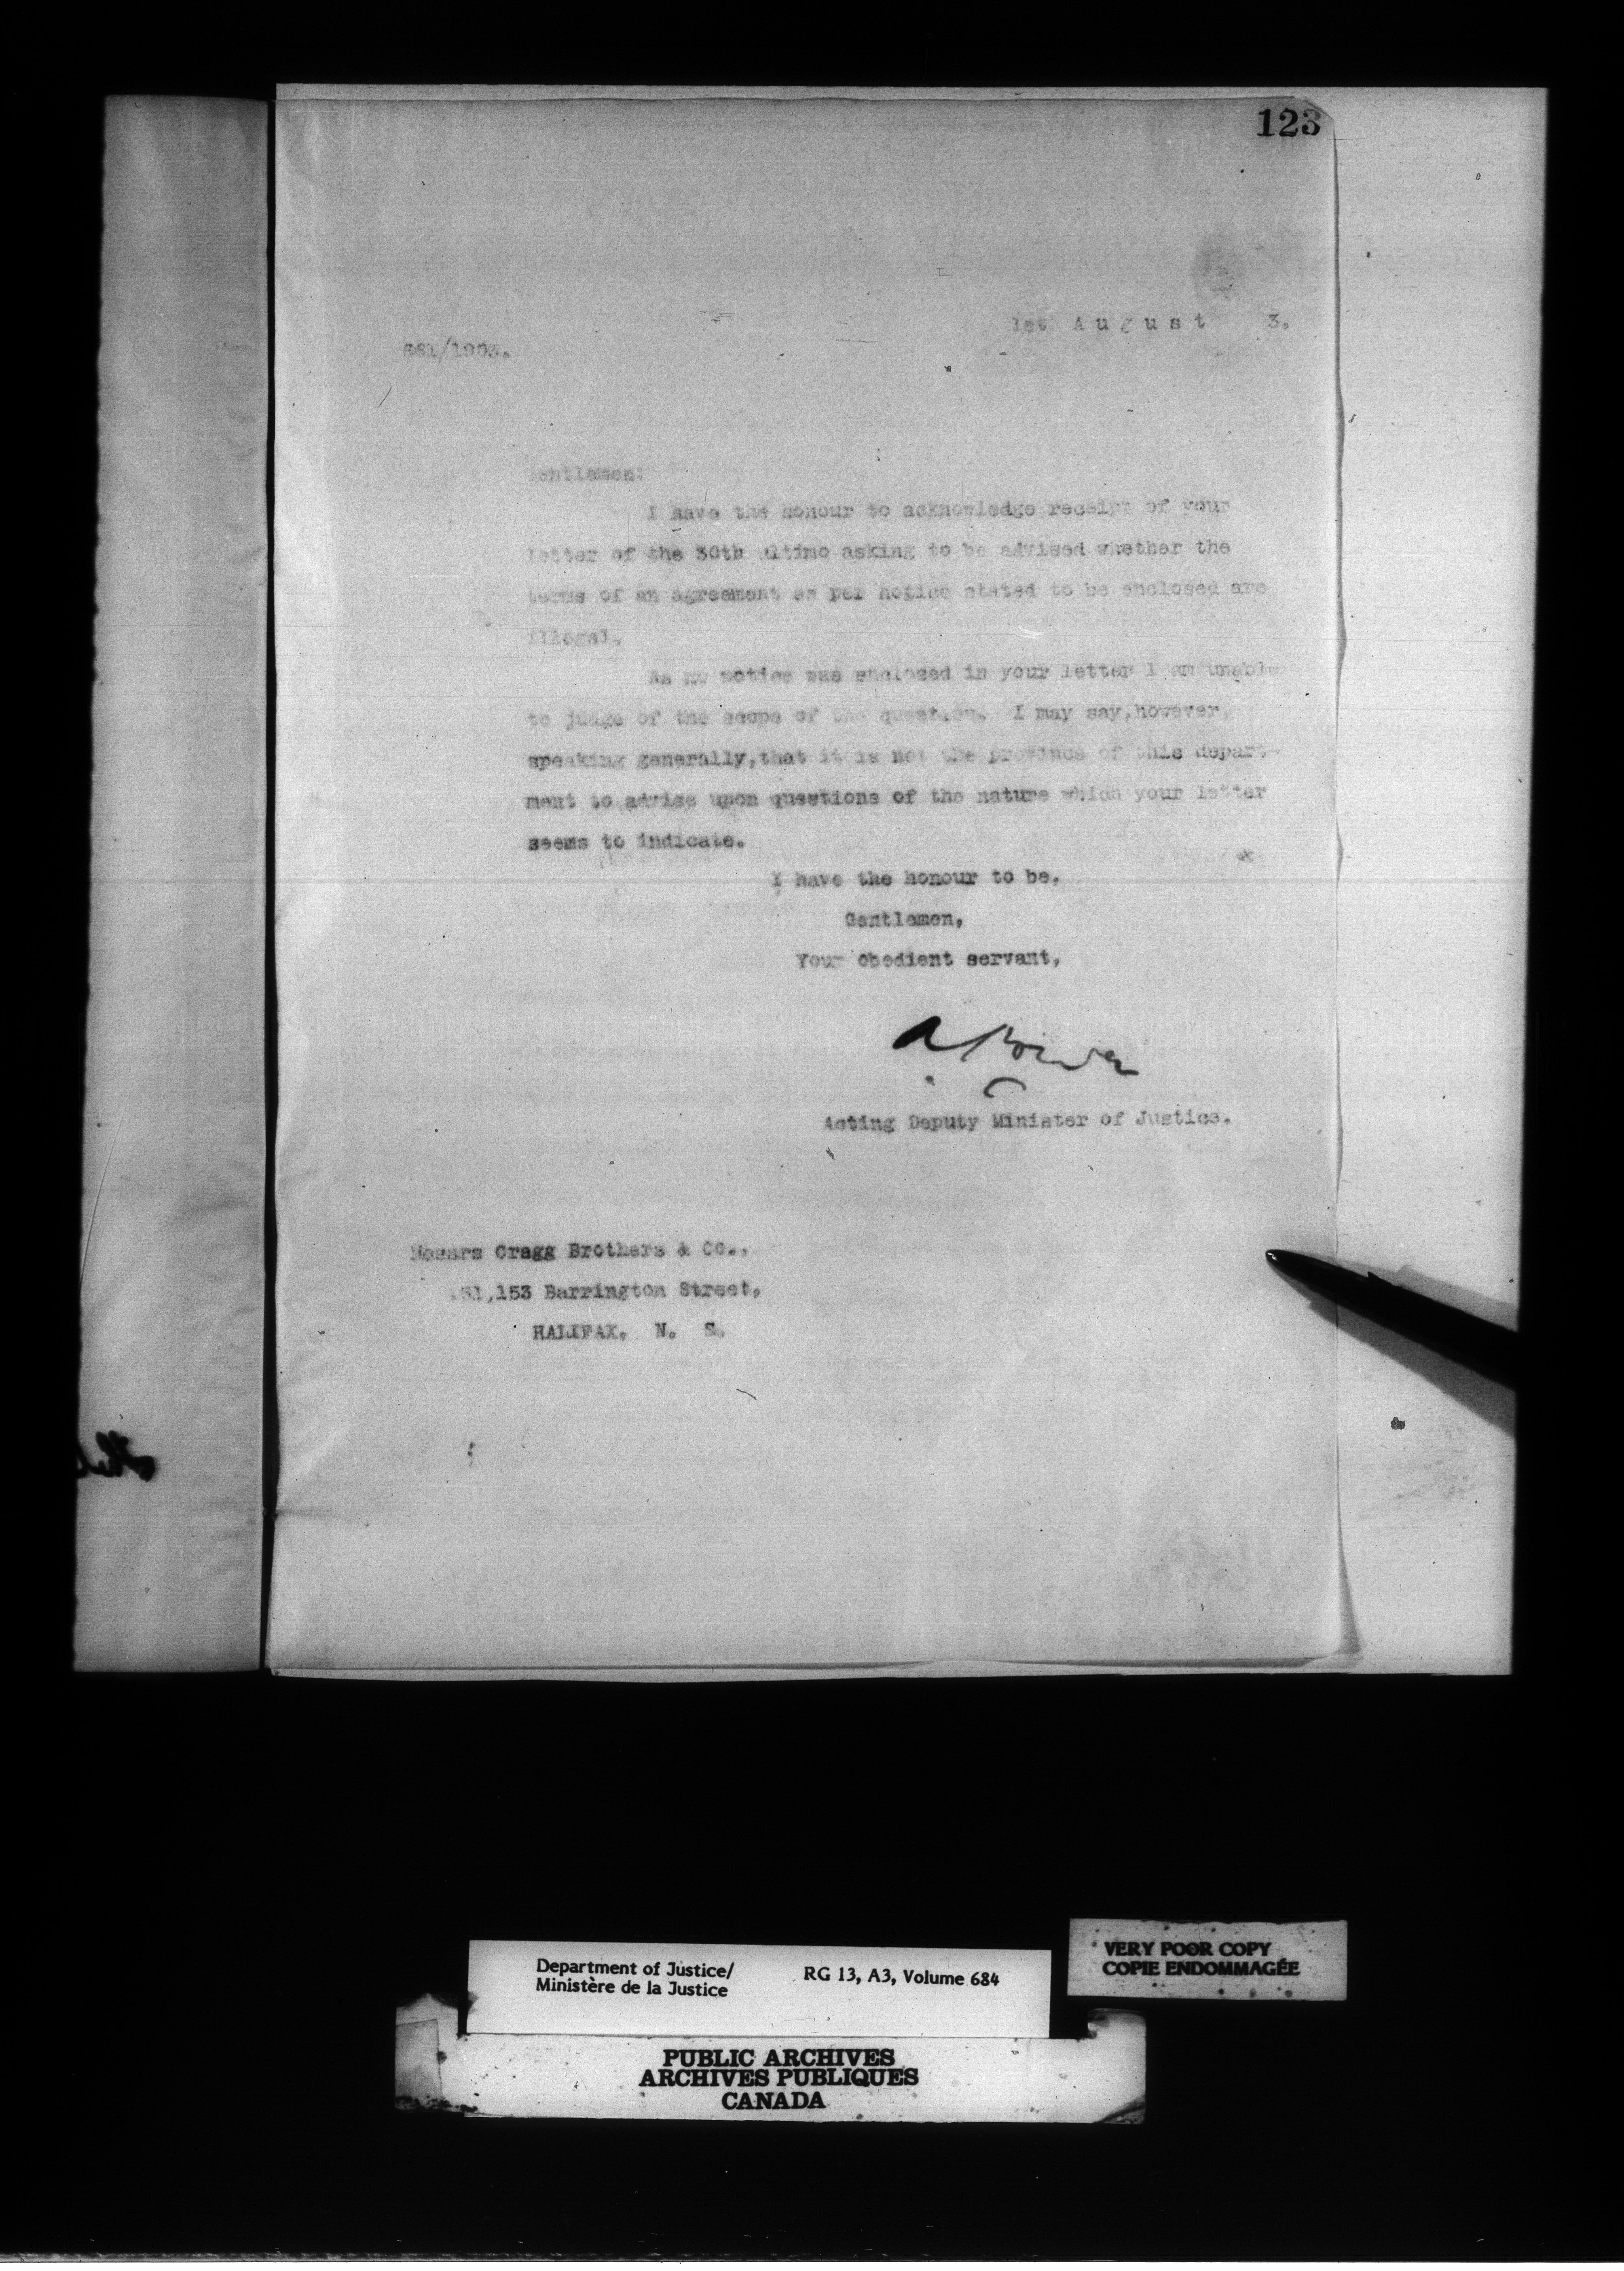 123
1st August 3.
681/1903.
Gentlemen:
I have the honour to acknowledge receipt of your
letter of the 30th ultimo asking to be advised whether the
terms of an agreement as per notice stated to be enclosed are
illegal.
As no notice was enclosed in your letter I am unable
to judge of the scope of the question. I may say, however,
speaking generally, that it is not the province of this depart-
ment to advise upon questions of the nature which your letter
seems to indicate.
I have the honour to be,
Gentlemen,
Your obedient servant,
Acting Deputy Minister of Justice.
Messrs Cragg Brothers & Co.,
151,153 Barrington Street,
HALIFAX, N. S.
Department of Justice/
Ministère de la Justice
RG 13, A3, Volume 684
VERY POOR COPY
COPIE ENDOMMAGÉE
PUBLIC ARCHIVES
ARCHIVES PUBLIQUES
CANADA